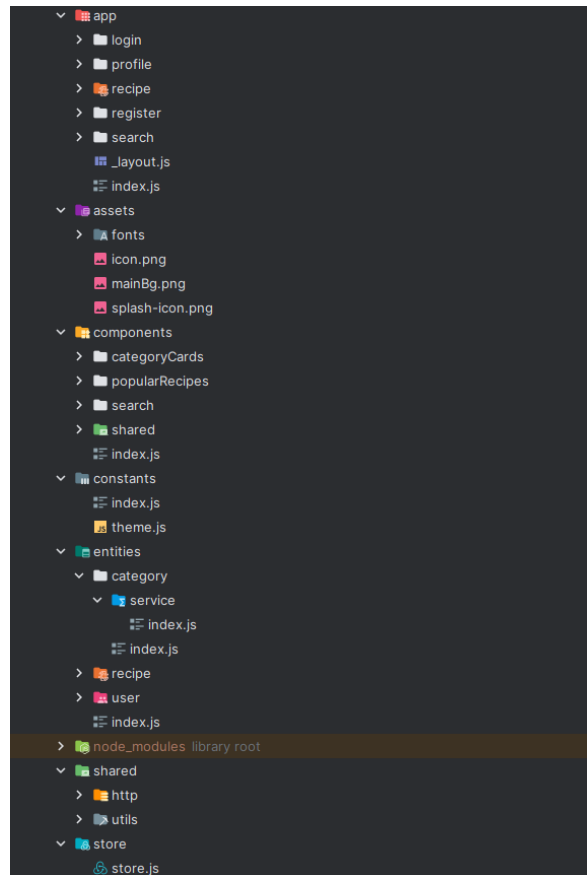 app
login
profile
recipe
register
search
_layout.js
index.js
assets
fonts
icon.png
mainBg.png
splash-icon.png
components
categoryCards
popularRecipes
search
shared
index.js
constants
index.js
theme.js
entities
category
service
index.js
index.js
recipe
user
index.js
node_modules library root
shared
http
utils
store
store.js